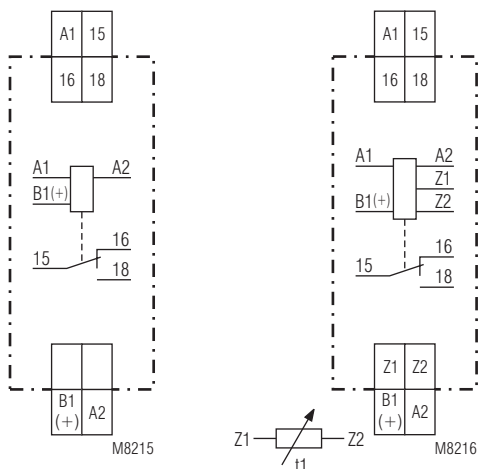 A1 15
16 18
A1 A2
B1(+)
15 16
18
B1 (+) A2
M8215
A1 15
16 18
A1 A2
Z1
B1(+) Z2
15 16
18
Z1 Z2
B1 (+) A2
M8216
Z1 Z2
t1